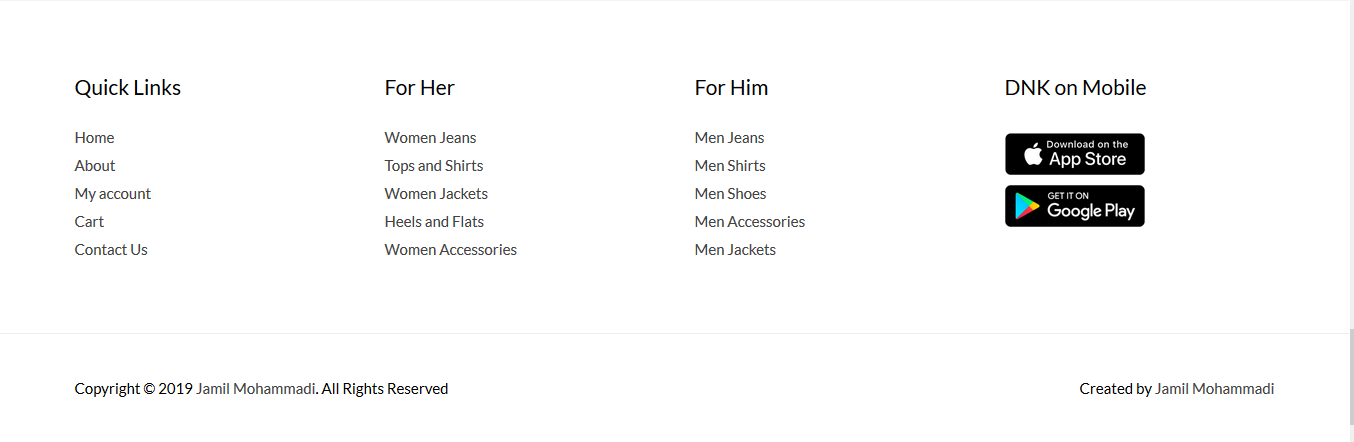 Quick Links
Home
About
My account
Cart
Contact Us
For Her
Women Jeans
Tops and Shirts
Women Jackets
Heels and Flats
Women Accessories
For Him
Men Jeans
Men Shirts
Men Shoes
Men Accessories
Men Jackets
DNK on Mobile
Download on the
App Store
GET IT ON
Google Play
Copyright © 2019 Jamil Mohammadi. All Rights Reserved
Created by Jamil Mohammadi